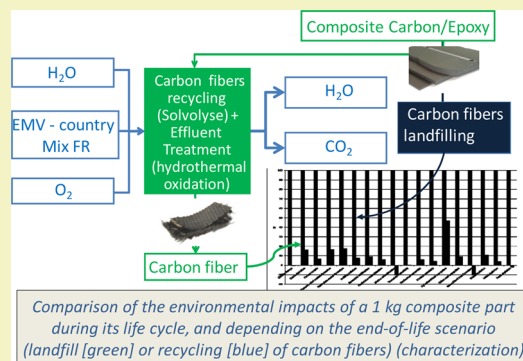 Composite Carbon/Epoxy
H₂O
EMV - country
Mix FR
O₂
Carbon fibers
recycling
(Solvolyse) +
Effluent
Treatment
(hydrothermal
oxidation)
H₂O
CO₂
Carbon fibers
landfilling
Carbon fiber
Comparison of the environmental impacts of a 1 kg composite part
during its life cycle, and depending on the end-of-life scenario
(landfill [green] or recycling [blue] of carbon fibers) (characterization)